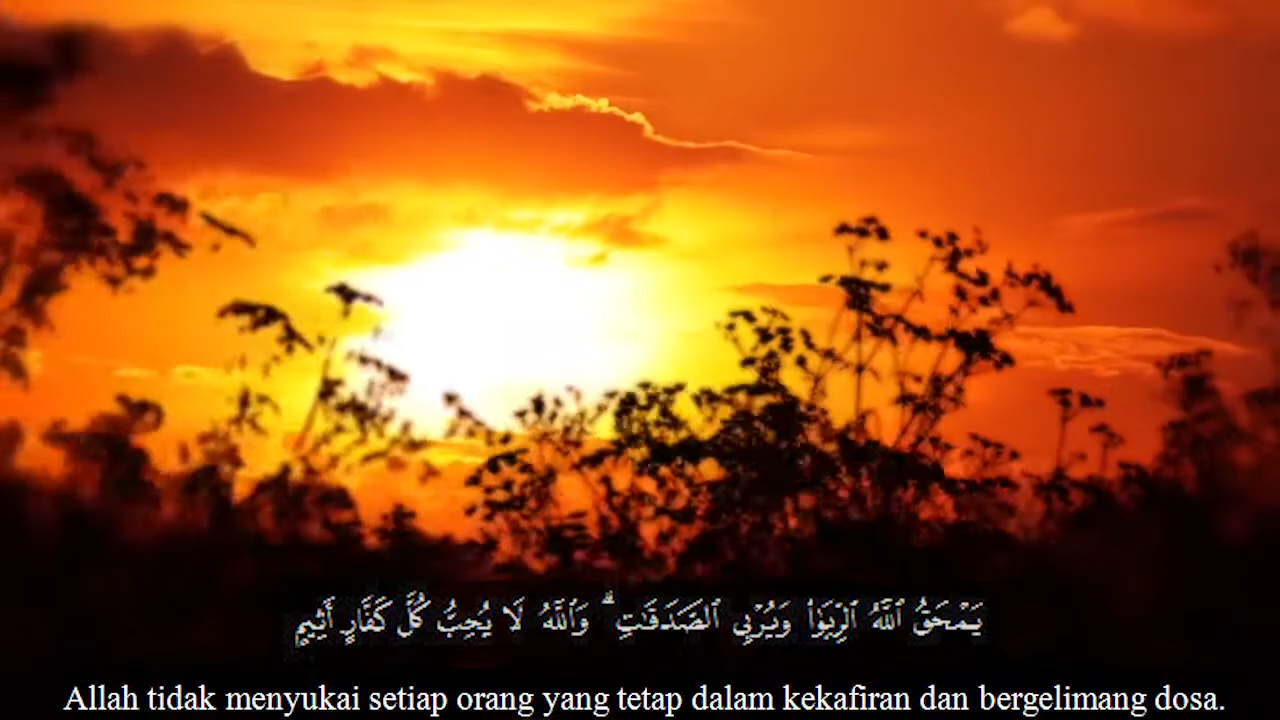 يَمْحَقُ ٱللَّهُ ٱلرِّبَوٰا۟ وَيُرْبِى ٱلصَّدَقَـٰتِ ۗ وَٱللَّهُ لَا يُحِبُّ كُلَّ كَفَّارٍ أَثِيمٍ
Allah tidak menyukai setiap orang yang tetap dalam kekafiran dan bergelimang dosa.